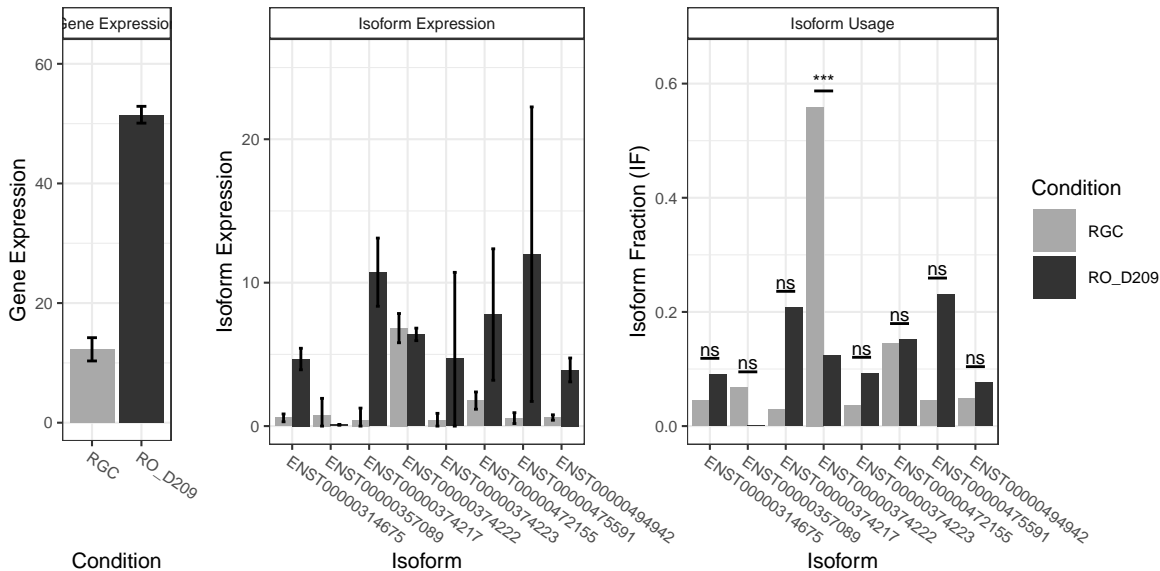 Gene Expression
60
40
20
0
Gene Expression
RGC
RO_D209
Condition
Isoform Expression
20
10
0
Isoform Expression
ENST00000314675
ENST00000357089
ENST00000374217
ENST00000374222
ENST00000374223
ENST00000472155
ENST00000475591
ENST00000494942
Isoform
Isoform Usage
0.6
0.4
0.2
0.0
Isoform Fraction (IF)
ns
ns
ns
***
ns
ns
ns
ns
ENST00000314675
ENST00000357089
ENST00000374217
ENST00000374222
ENST00000374223
ENST00000472155
ENST00000475591
ENST00000494942
Isoform
Condition
RGC
RO_D209